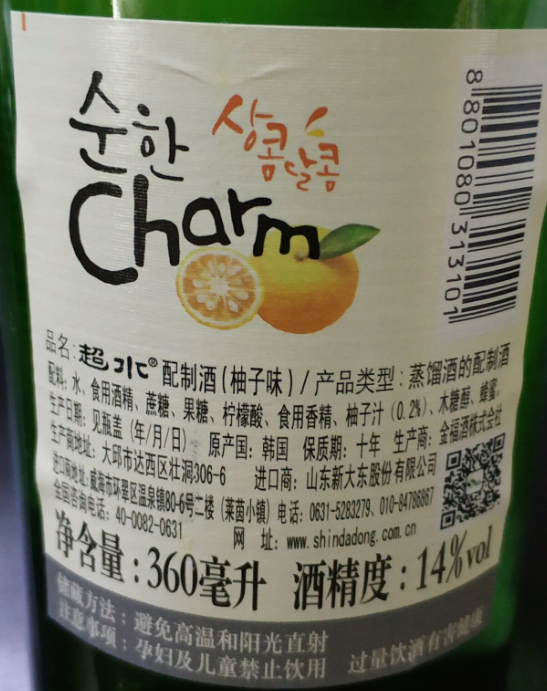 순한 상콤달콤
Charm
8 801080 313101
品名:超水®配制酒(柚子味)/产品类型:蒸馏酒的配制酒
配料:水、食用酒精、蔗糖、果糖、柠檬酸、食用香精、柚子汁(0.2%)、木糖醇、蜂蜜。
生产日期:见瓶盖(年/月/日) 原产国:韩国 保质期:十年 生产商:金福酒株式会社
生产商地址:大邱市达西区壮洞306-6 进口商:山东新大东股份有限公司
进口商地址:威海市环翠区温泉镇80-6号二楼(莱茵小镇)电话:0631-5283279、010-84786867
全国咨询电话:40-0082-0631 网 址:www.shindadong.com.cn
净含量:360毫升 酒精度:14%vol
储藏方法:避免高温和阳光直射
注意事项:孕妇及儿童禁止饮用 过量饮酒有害健康